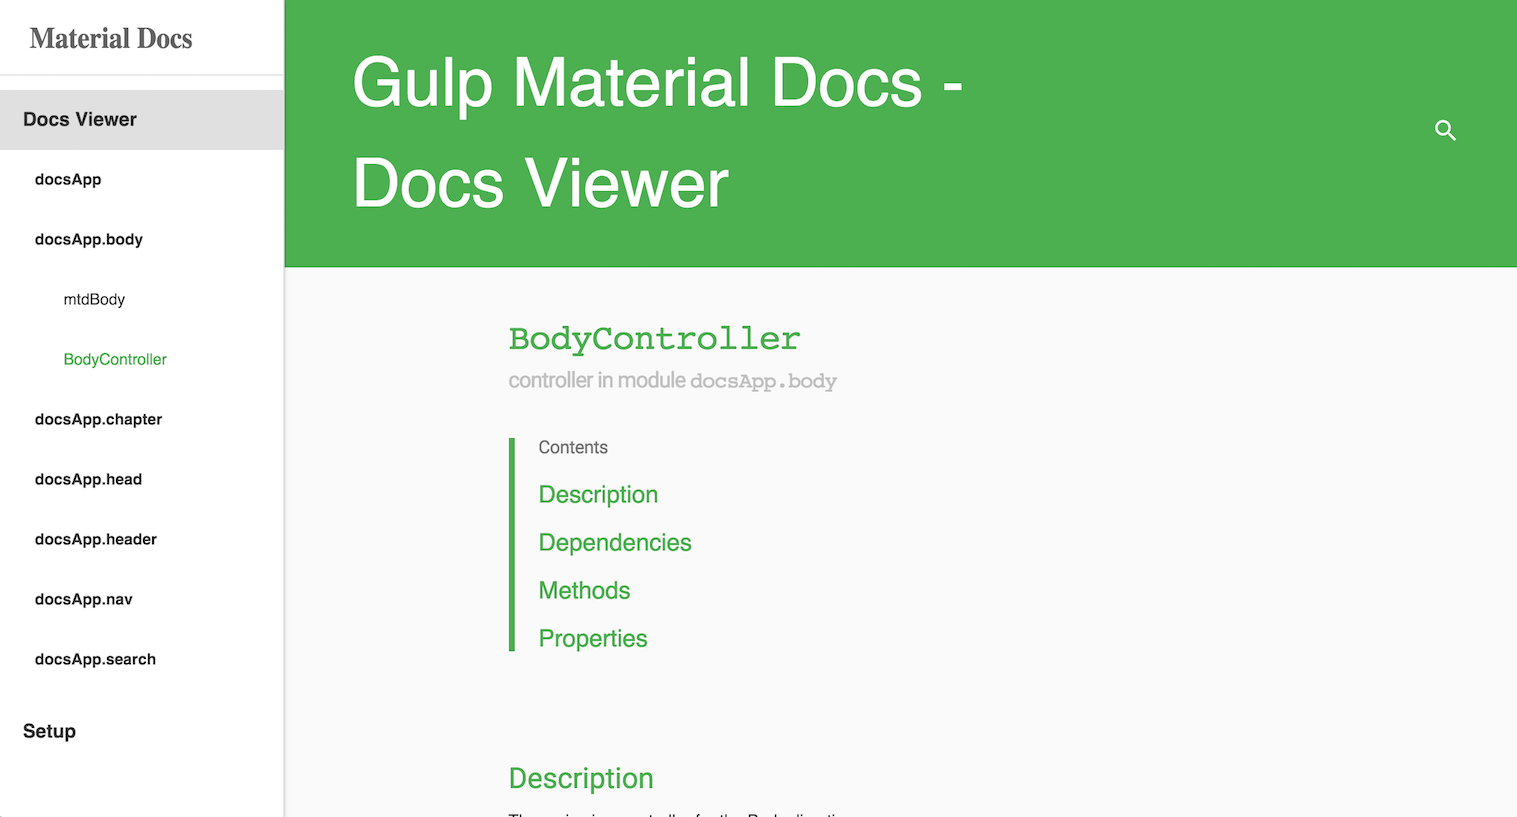 Material Docs
Docs Viewer
docsApp
docsApp.body
mtdBody
BodyController
docsApp.chapter
docsApp.head
docsApp.header
docsApp.nav
docsApp.search
Setup
Gulp Material Docs -
Docs Viewer
BodyController
controller in module docsApp.body
Contents
Description
Dependencies
Methods
Properties
Description